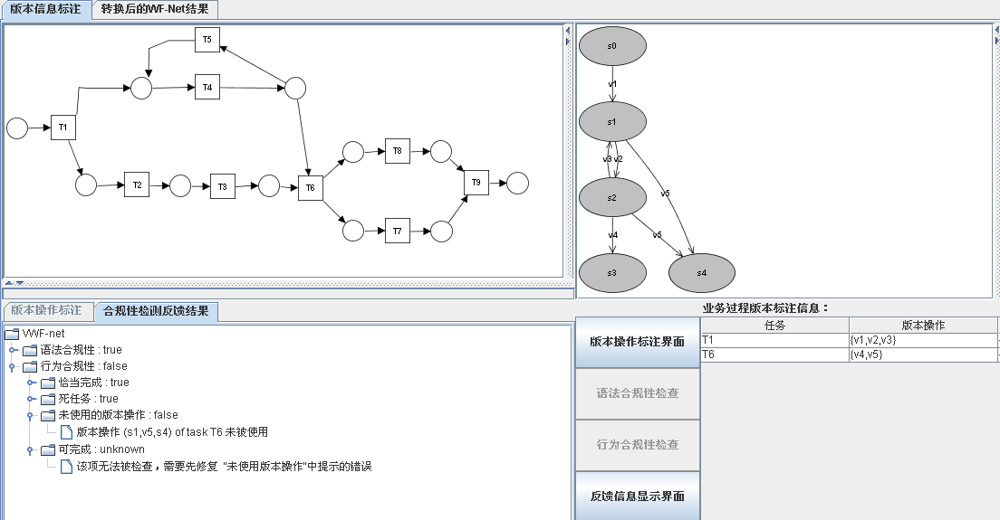 版本信息标注 转换后的WF-Net结果
T5
T4
T1
T8
T2 T3 T6 T9
T7
s0
v1
s1
v3 v2
v5
s2
v4 v5
s3 s4
版本操作标注 合规性检测反馈结果
VWF-net
语法合规性 : true
行为合规性 : false
恰当完成 : true
死任务 : true
未使用的版本操作 : false
版本操作 (s1,v5,s4) of task T6 未被使用
可完成 : unknown
该项无法被检查，需要先修复 "未使用版本操作"中提示的错误
版本操作标注界面
语法合规性检查
行为合规性检查
反馈信息显示界面
业务过程版本标注信息：
任务 版本操作
T1 {v1,v2,v3}
T6 {v4,v5}